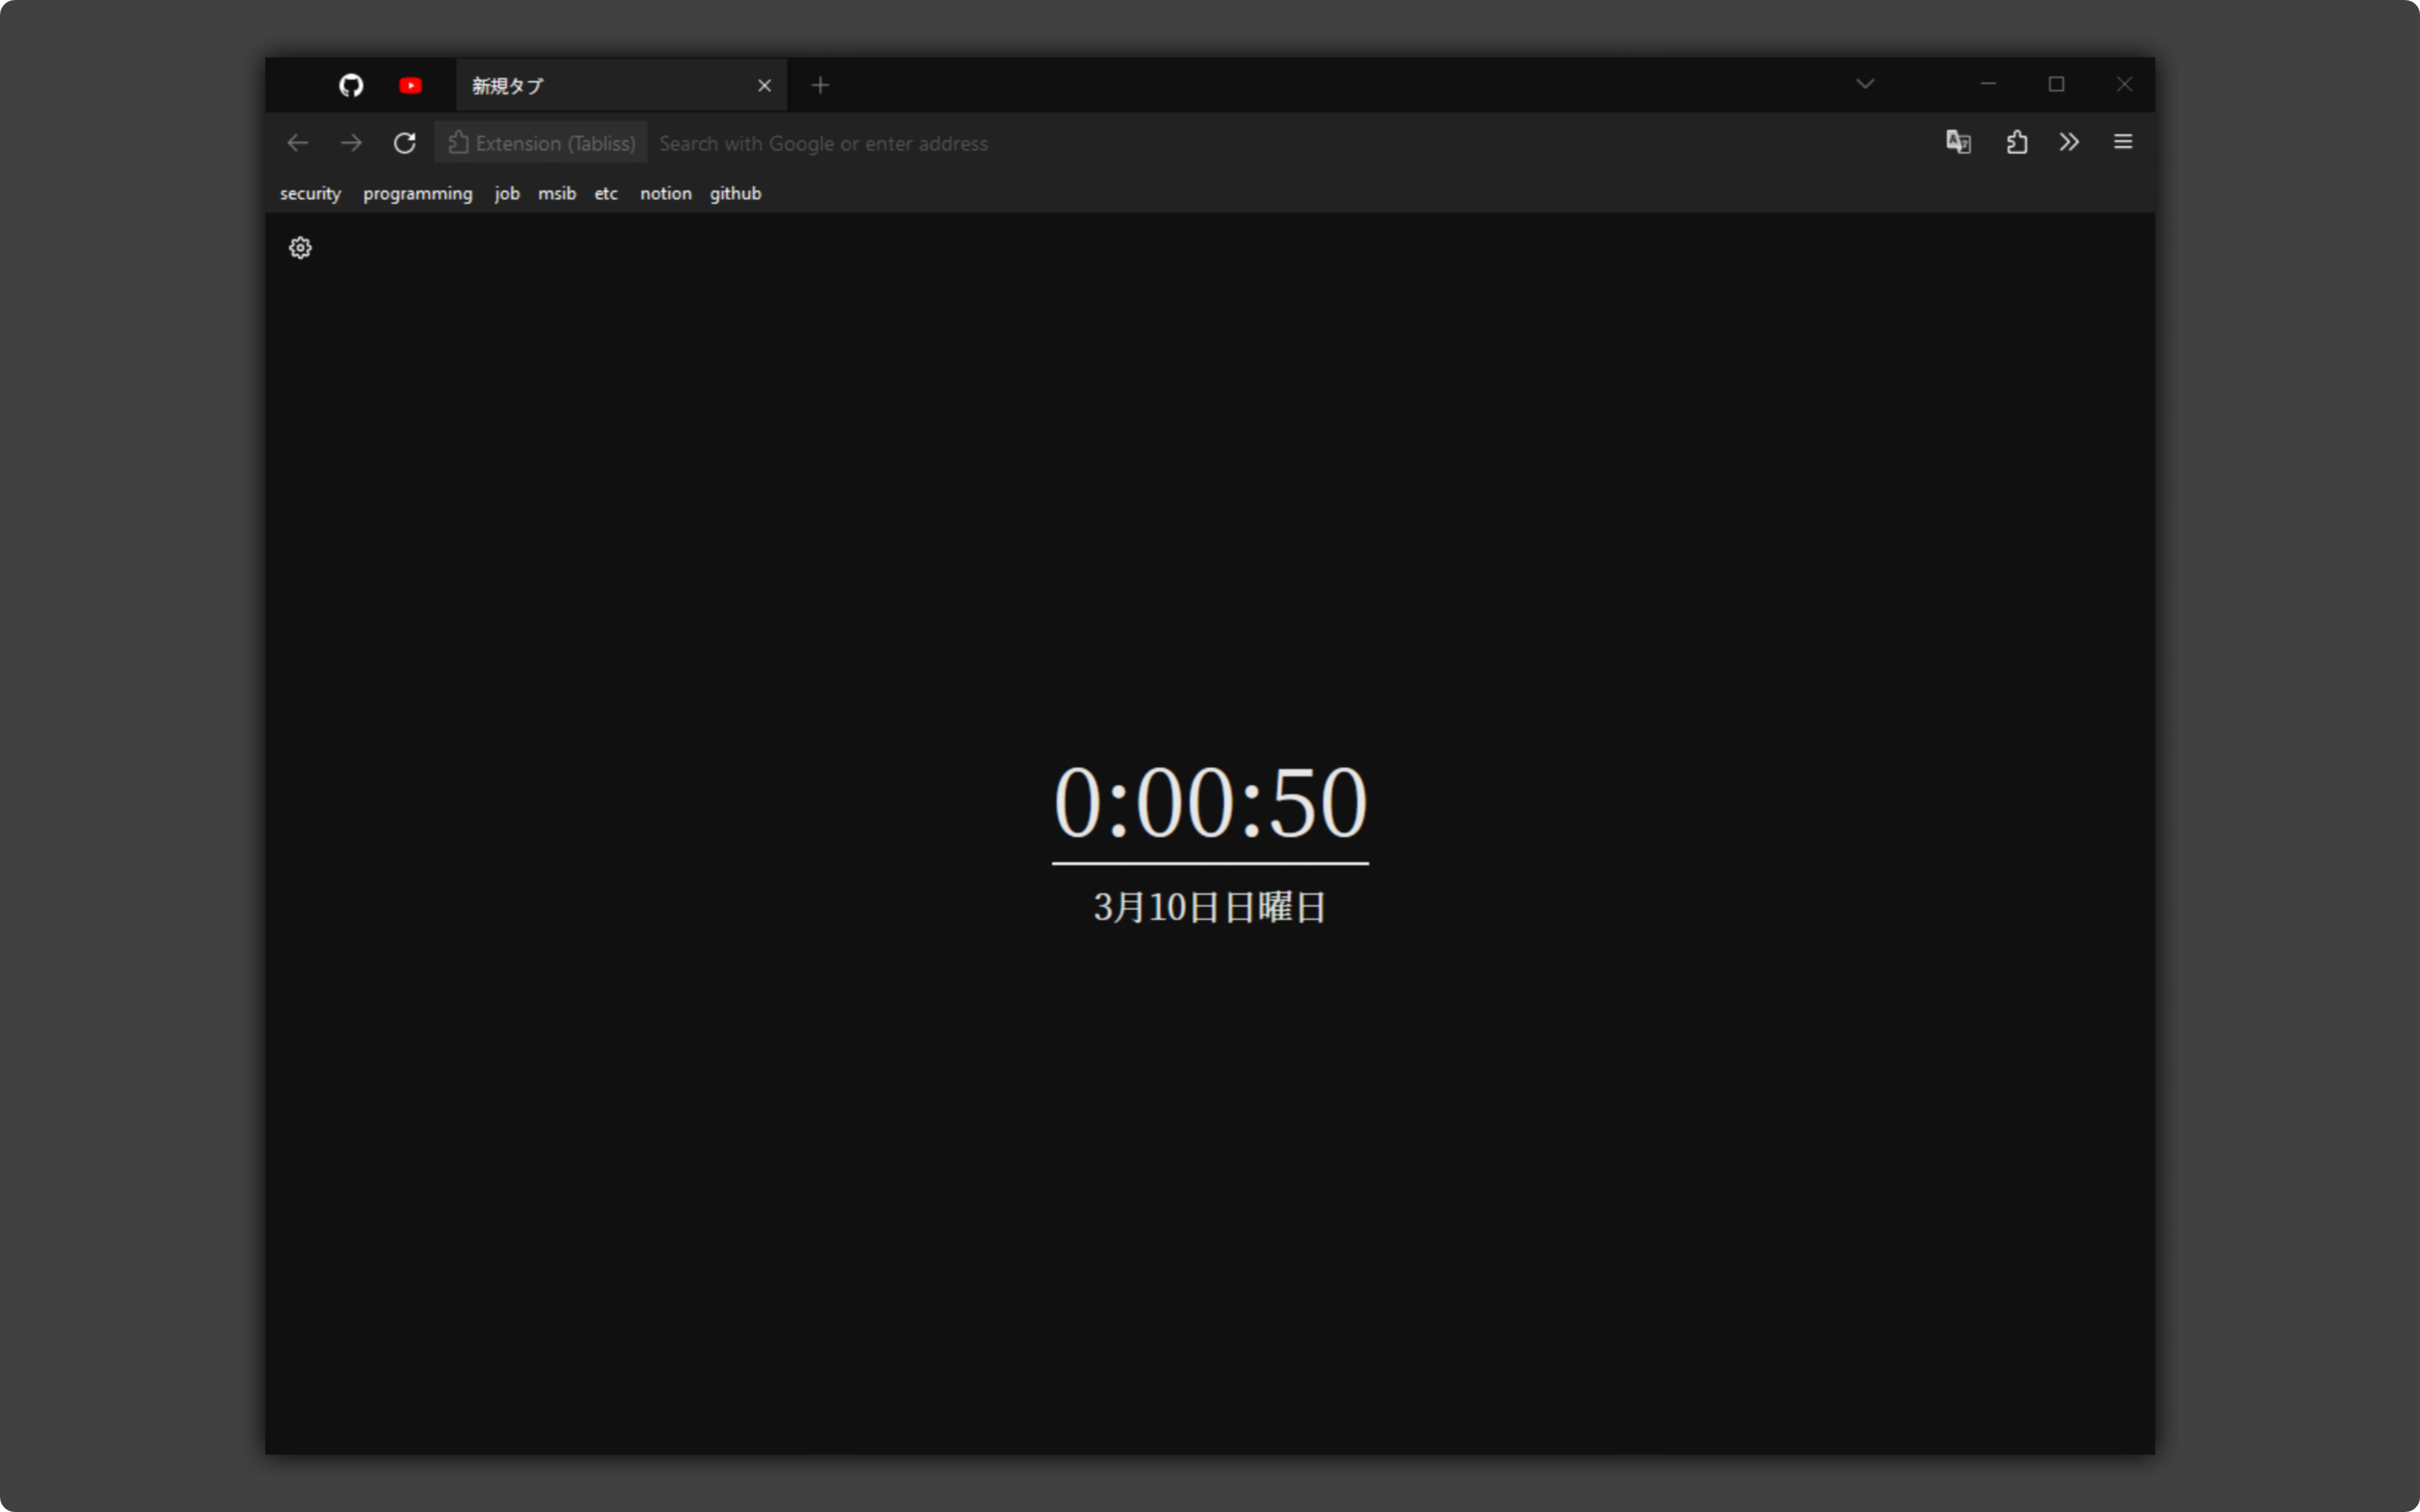 新規タブ
Extension (Tabliss) Search with Google or enter address
security programming job msib etc notion github
0:00:50
3月10日日曜日